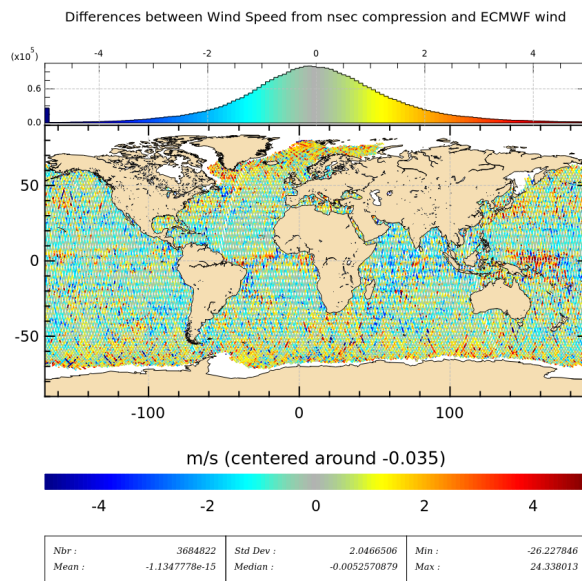 Differences between Wind Speed from nsec compression and ECMWF wind
(x10⁵) -4 -2 0 2 4
0.6
0.0
50
0
-50
-100 0 100
m/s (centered around -0.035)
-4 -2 0 2 4
Nbr : 3684822 Std Dev : 2.0466506 Min : -26.227846
Mean : -1.1347778e-15 Median : -0.0052570879 Max : 24.338013